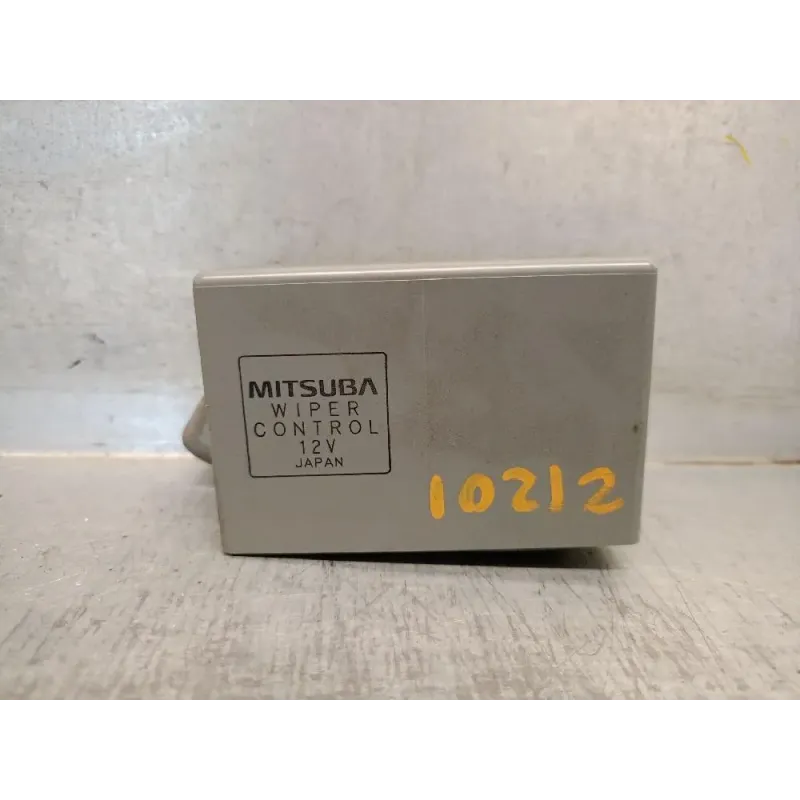 MITSUBA
WIPER
CONTROL
12V
JAPAN
10212